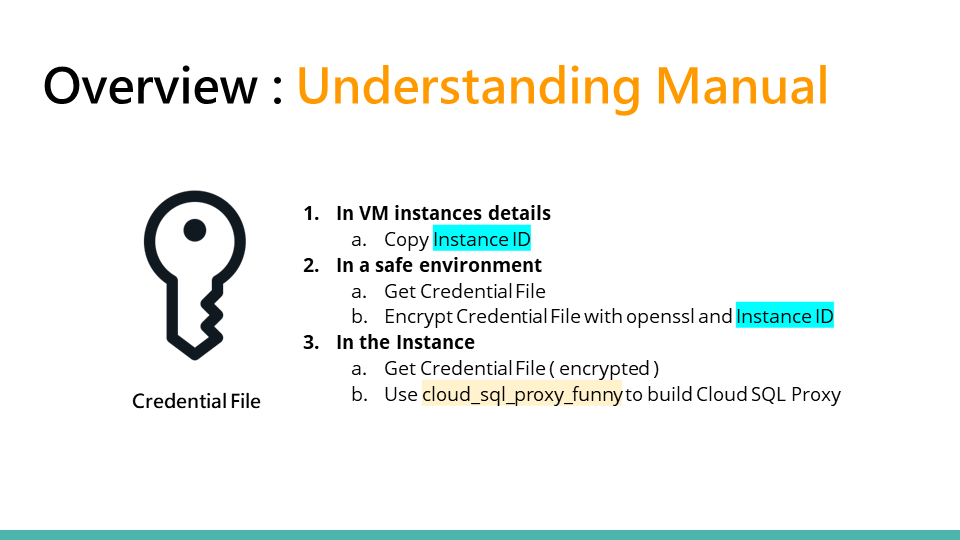 Overview : Understanding Manual
1. In VM instances details
a. Copy Instance ID
2. In a safe environment
a. Get Credential File
b. Encrypt Credential File with openssl and Instance ID
3. In the Instance
a. Get Credential File ( encrypted )
b. Use cloud_sql_proxy_funny to build Cloud SQL Proxy
Credential File